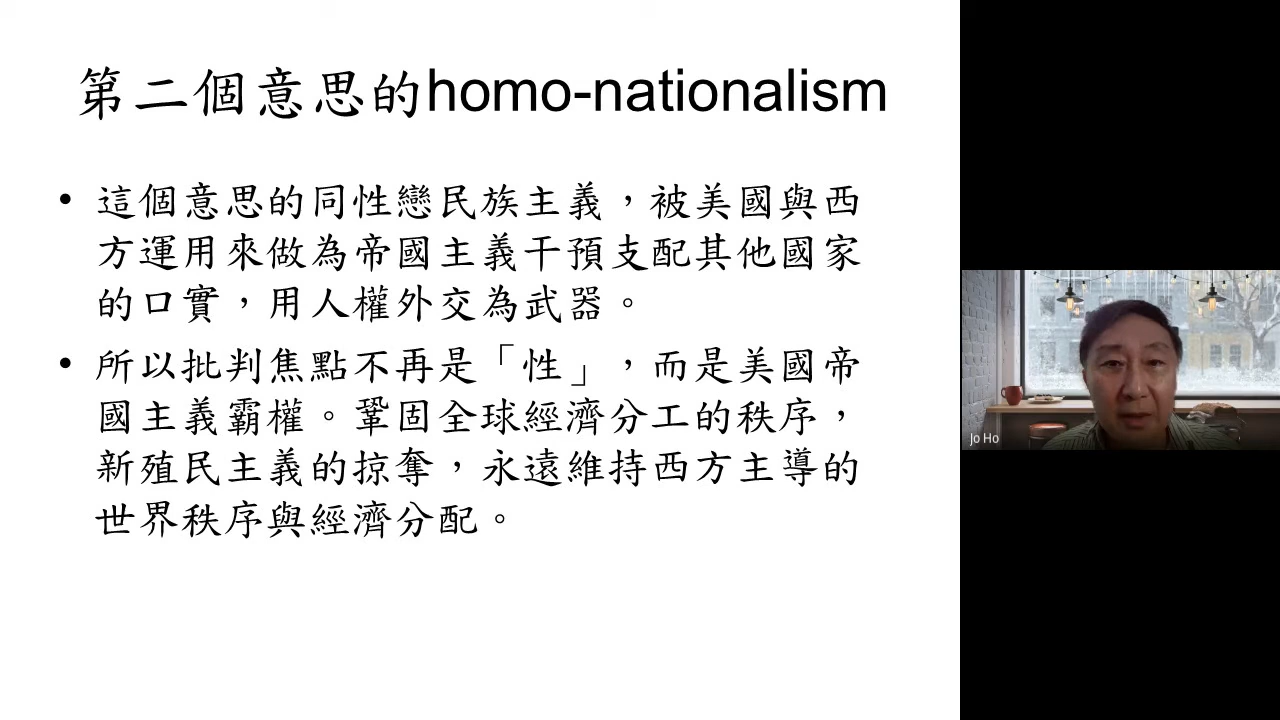 第二個意思的homo-nationalism
• 這個意思的同性戀民族主義，被美國與西
方運用來做為帝國主義干預支配其他國家
的口實，用人權外交為武器。
• 所以批判焦點不再是「性」，而是美國帝
國主義霸權。鞏固全球經濟分工的秩序，
新殖民主義的掠奪，永遠維持西方主導的
世界秩序與經濟分配。
Jo Ho